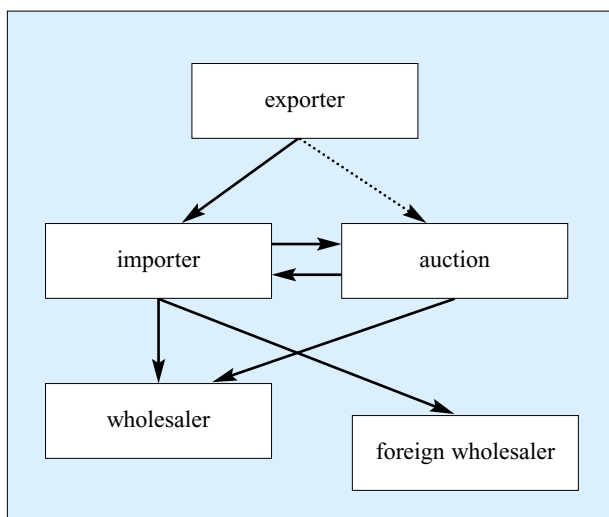 exporter
importer
auction
wholesaler
foreign wholesaler